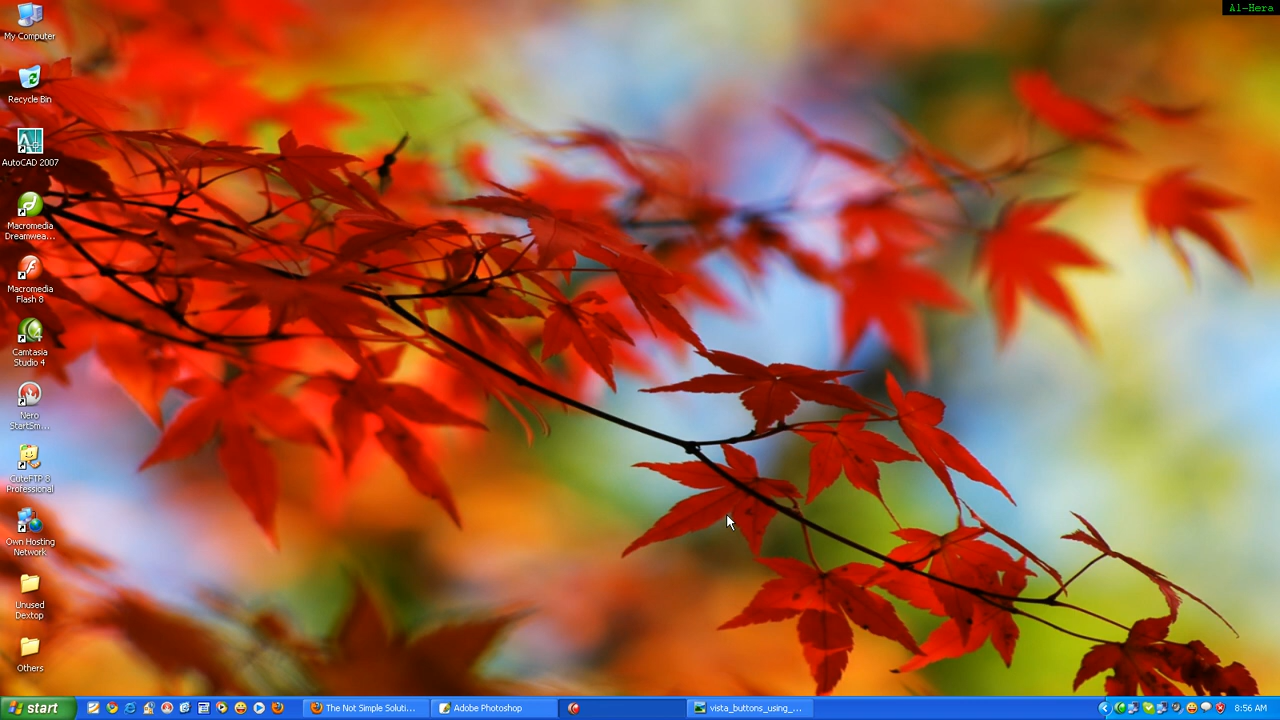 Al-Hera
My Computer
Recycle Bin
AutoCAD 2007
Macromedia
Dreamwea...
Macromedia
Flash 8
Camtasia
Studio 4
Nero
StartSm...
CuteFTP 8
Professional
Own Hosting
Network
Unused
Dextop
Others
start
The Not Simple Soluti...
Adobe Photoshop
vista_buttons_using_...
8:56 AM